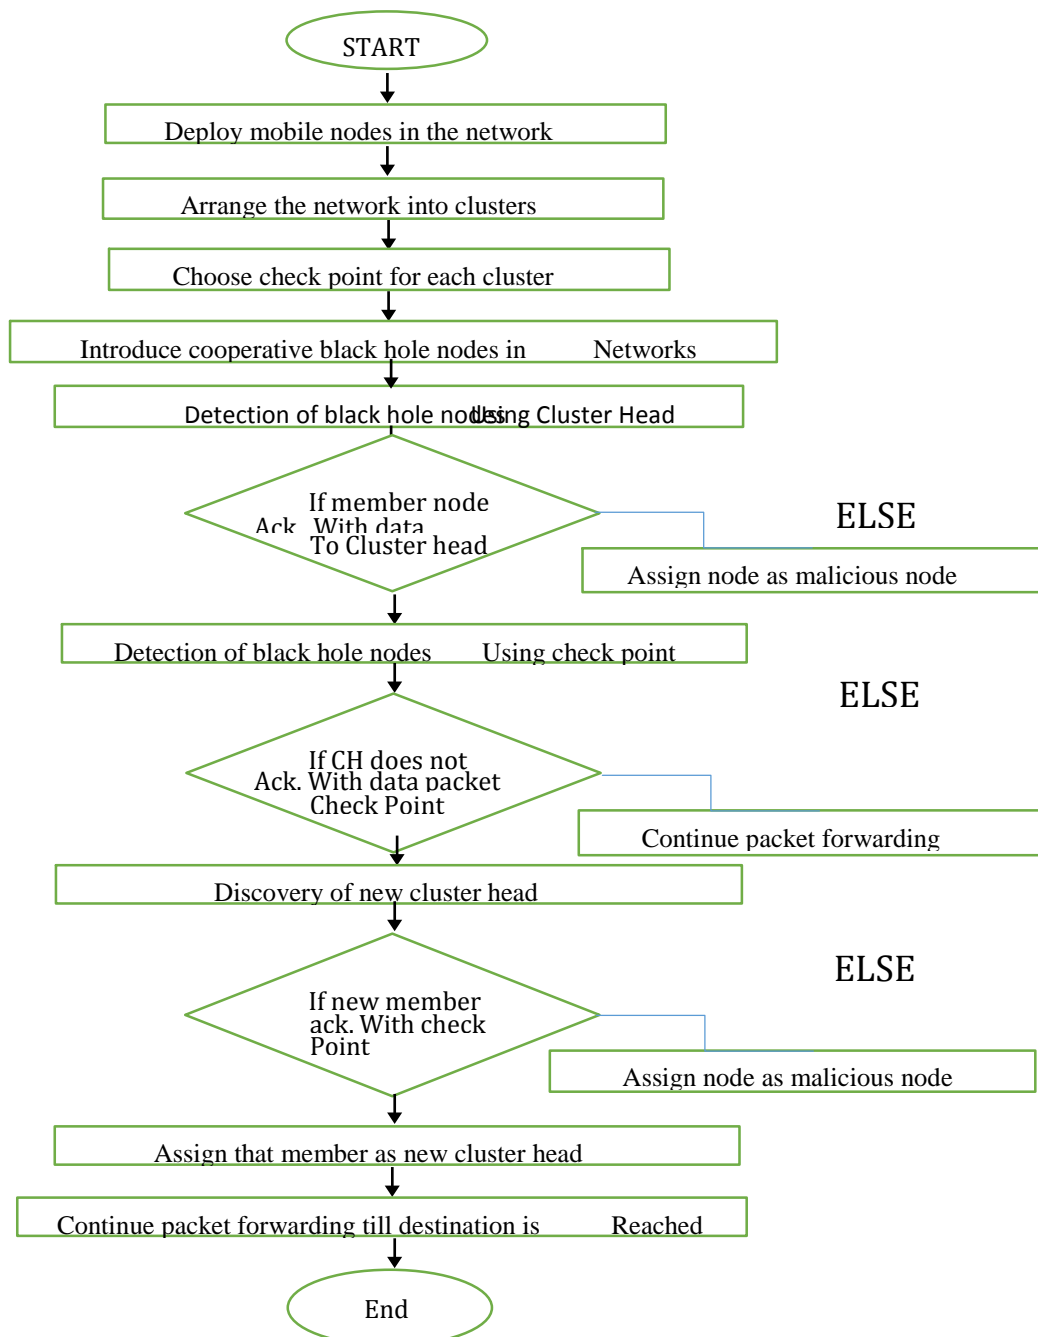 START
Deploy mobile nodes in the network
Arrange the network into clusters
Choose check point for each cluster
Introduce cooperative black hole nodes in Networks
Detection of black hole nodes Using Cluster Head
If member node
Ack. With data
To Cluster head
ELSE
Assign node as malicious node
Detection of black hole nodes Using check point
ELSE
If CH does not
Ack. With data packet
Check Point
Continue packet forwarding
Discovery of new cluster head
ELSE
If new member
ack. With check
Point
Assign node as malicious node
Assign that member as new cluster head
Continue packet forwarding till destination is Reached
End